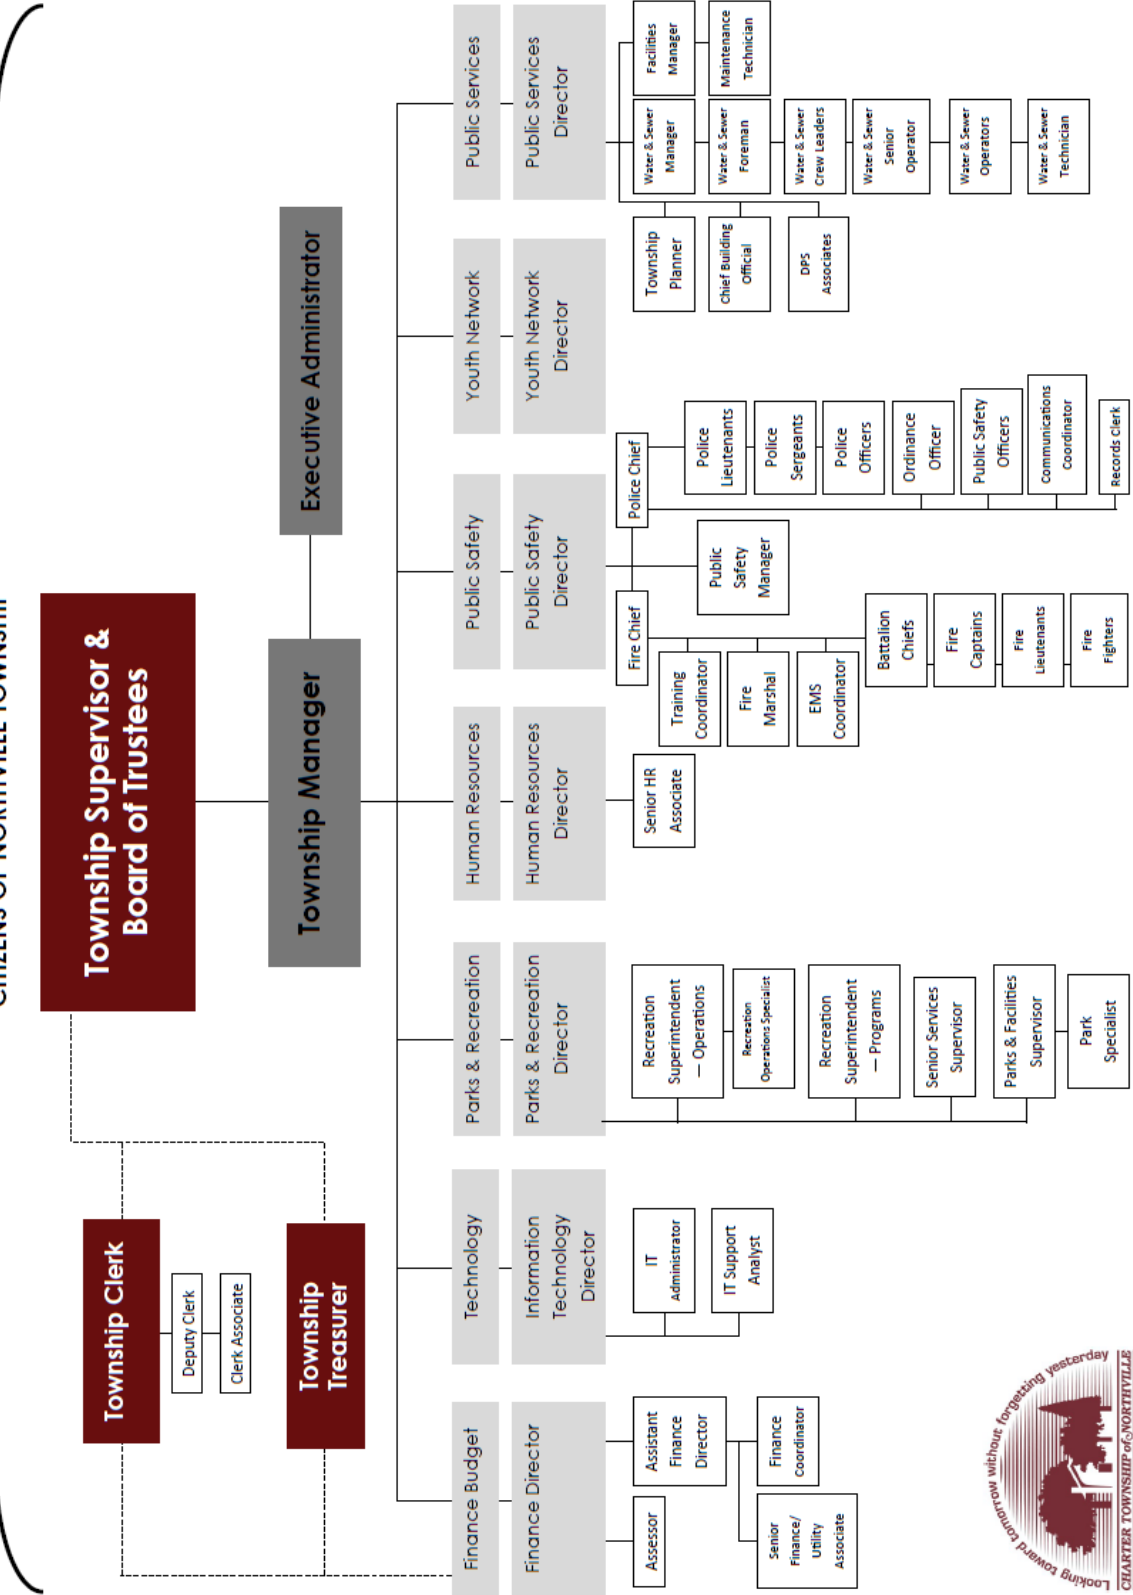 CITIZENS OF NORTHVILLE TOWNSHIP
Township Supervisor &
Board of Trustees
Township Clerk
Deputy Clerk
Clerk Associate
Township
Treasurer
Township Manager
Executive Administrator
Finance Budget
Finance Director
Assessor
Assistant
Finance
Director
Senior
Finance/
Utility
Associate
Finance
Coordinator
Technology
Information
Technology
Director
IT
Administrator
IT Support
Analyst
Parks & Recreation
Parks & Recreation
Director
Recreation
Superintendent
— Operations
Recreation
Operations Specialist
Recreation
Superintendent
— Programs
Senior Services
Supervisor
Parks & Facilities
Supervisor
Park
Specialist
Human Resources
Human Resources
Director
Senior HR
Associate
Public Safety
Public Safety
Director
Fire Chief
Training
Coordinator
Fire
Marshal
EMS
Coordinator
Battalion
Chiefs
Fire
Captains
Fire
Lieutenants
Fire
Fighters
Public
Safety
Manager
Police Chief
Police
Lieutenants
Police
Sergeants
Police
Officers
Ordinance
Officer
Public Safety
Officers
Communications
Coordinator
Records Clerk
Youth Network
Youth Network
Director
Public Services
Public Services
Director
Township
Planner
Chief Building
Official
DPS
Associates
Water & Sewer
Manager
Water & Sewer
Foreman
Water & Sewer
Crew Leaders
Water & Sewer
Senior
Operator
Water & Sewer
Operators
Water & Sewer
Technician
Facilities
Manager
Maintenance
Technician
Looking toward tomorrow without forgetting yesterday
CHARTER TOWNSHIP of NORTHVILLE